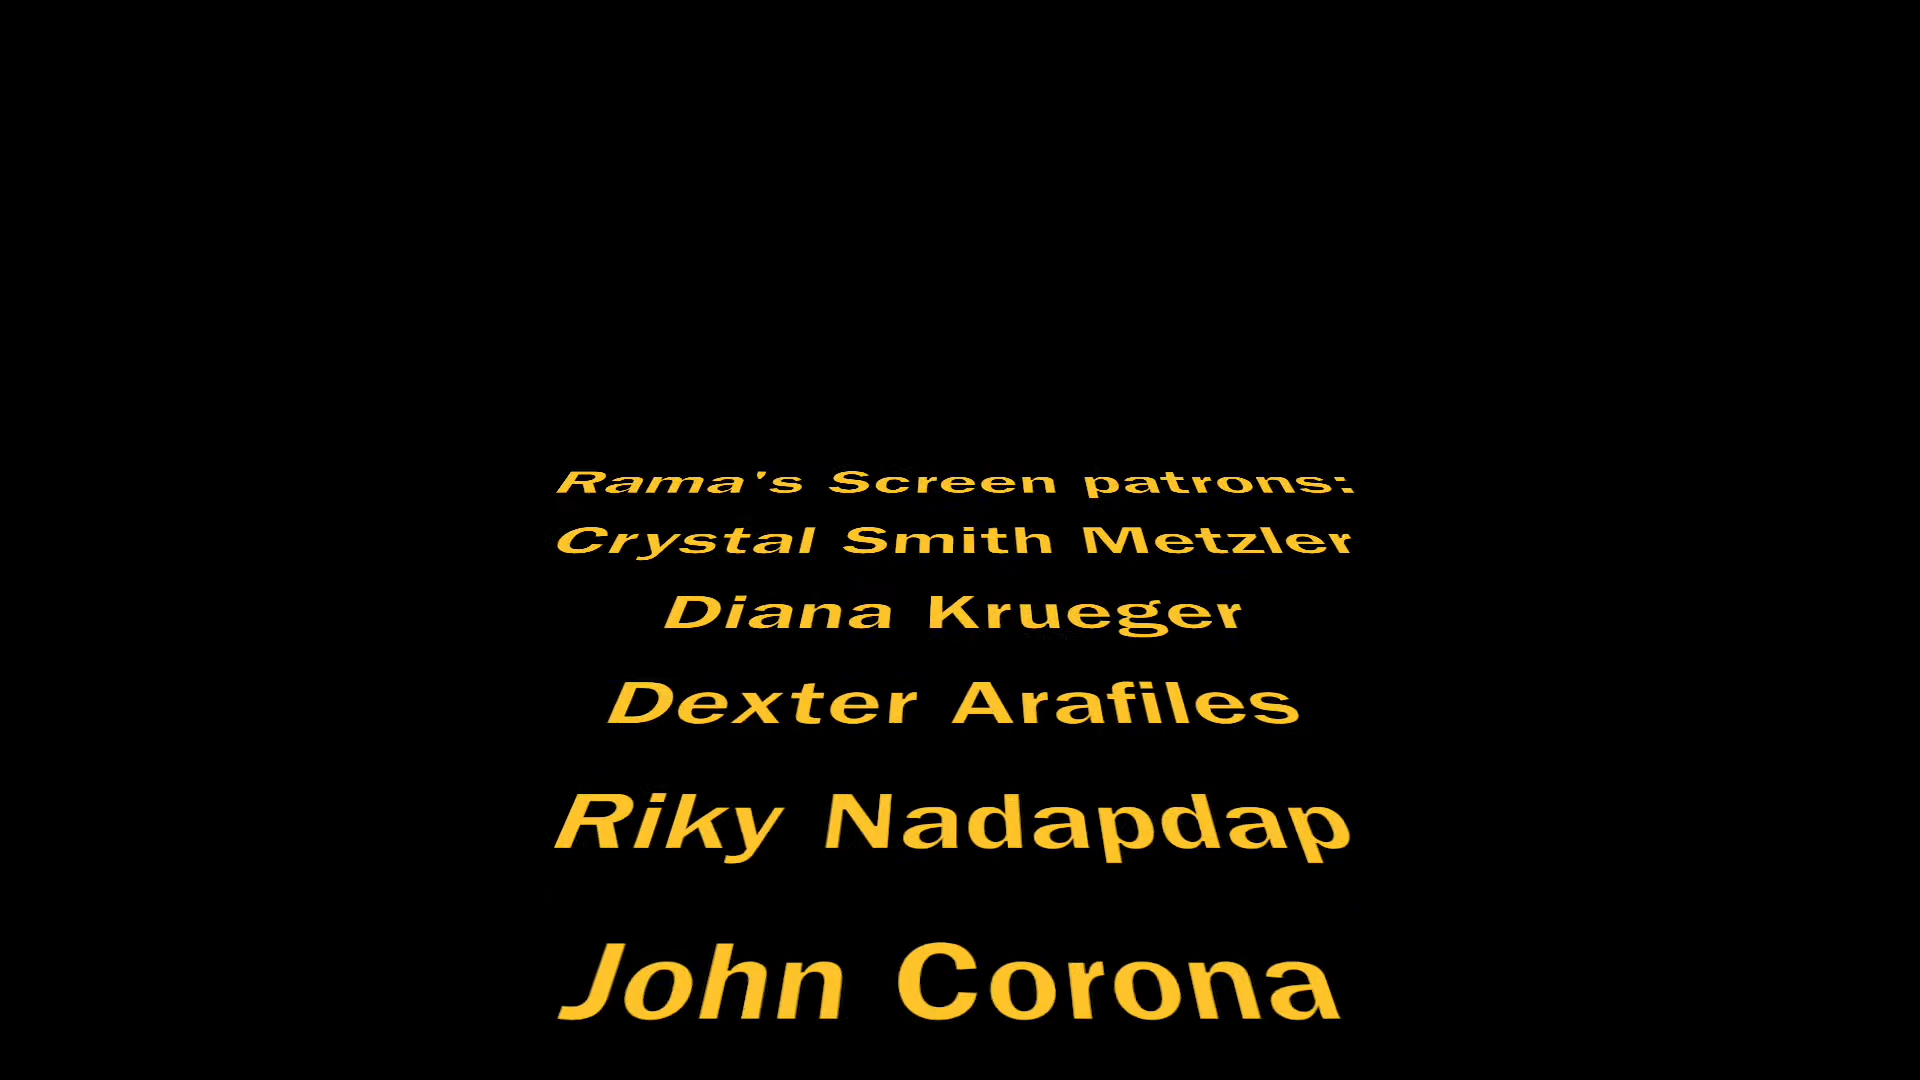 Rama's Screen patrons:
Crystal Smith Metzler
Diana Krueger
Dexter Arafiles
Riky Nadapdap
John Corona